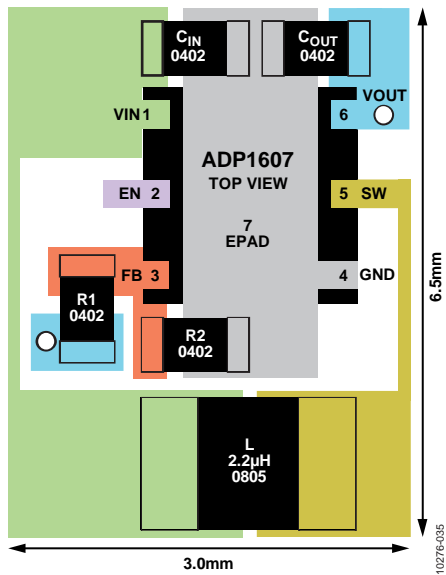 CIN
0402
COUT
0402
VIN 1
VOUT
6
ADP1607
TOP VIEW
EN 2
5 SW
7
EPAD
FB 3
4 GND
R1
0402
R2
0402
L
2.2µH
0805
6.5mm
3.0mm
10276-035